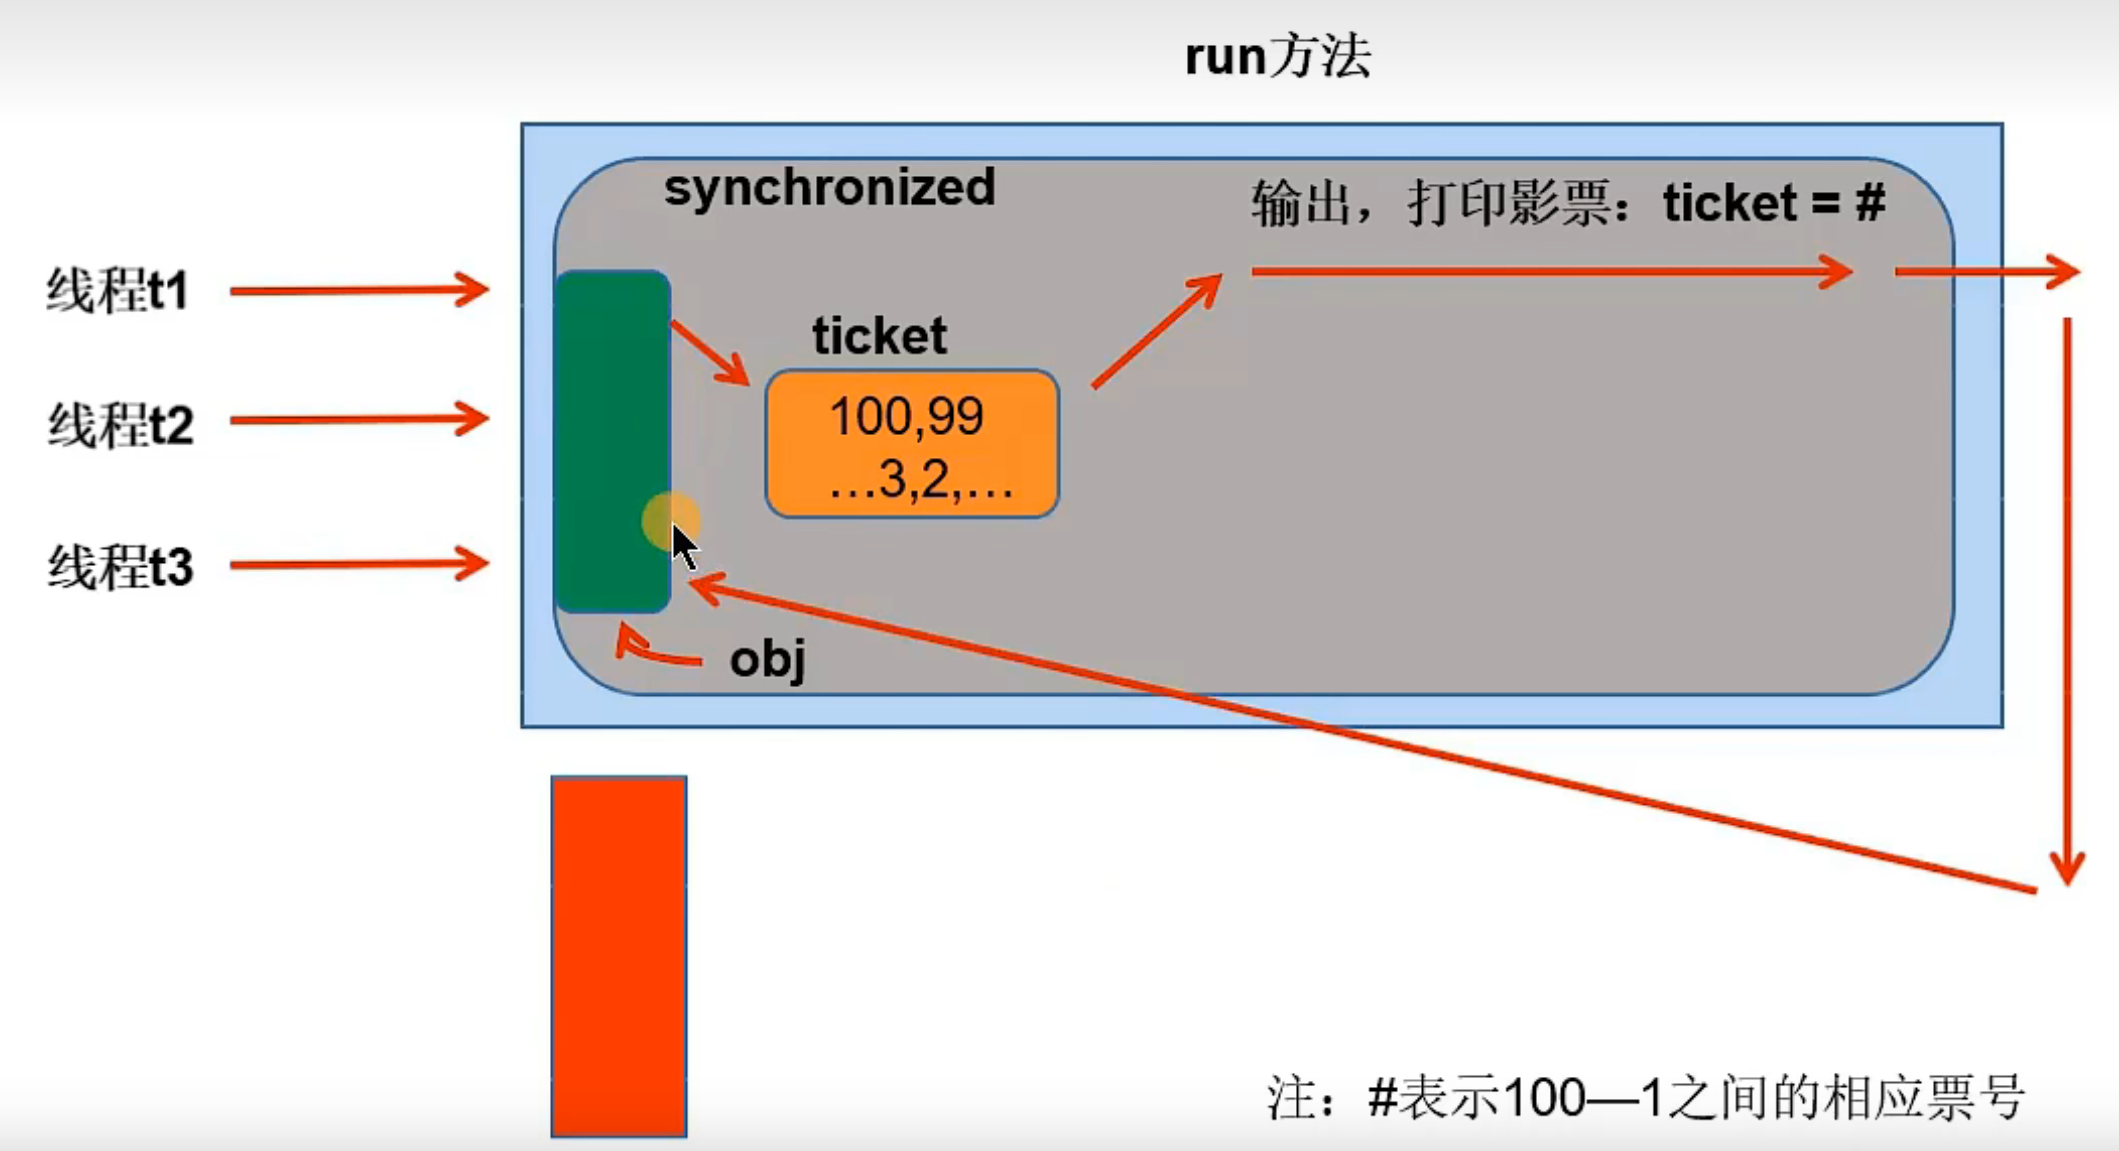 run方法
synchronized
输出，打印影票：ticket = #
线程t1
ticket
100,99
线程t2
…3,2,…
线程t3
obj
注：#表示100—1之间的相应票号